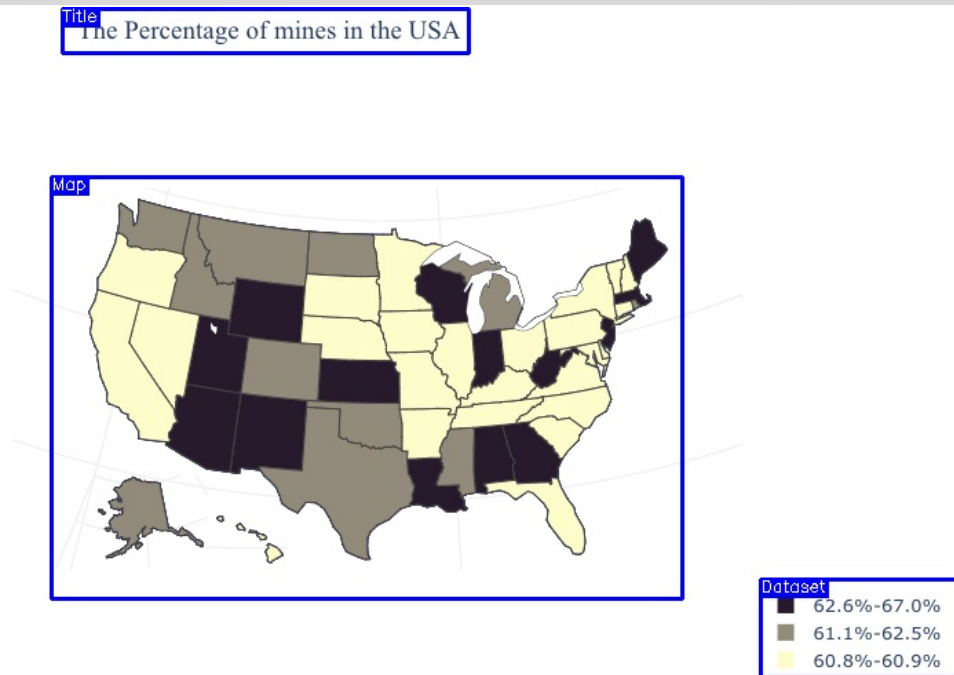 Title
The Percentage of mines in the USA
Map
Dataset
62.6%-67.0%
61.1%-62.5%
60.8%-60.9%